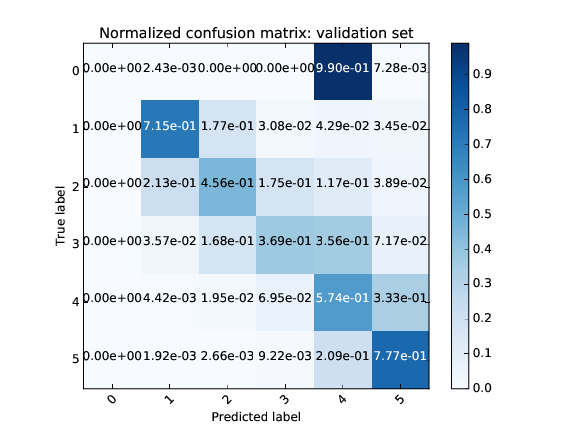 Normalized confusion matrix: validation set
0 0.00e+00 2.43e-03 0.00e+00 0.00e+00 9.90e-01 7.28e-03
1 0.00e+00 7.15e-01 1.77e-01 3.08e-02 4.29e-02 3.45e-02
2 0.00e+00 2.13e-01 4.56e-01 1.75e-01 1.17e-01 3.89e-02
3 0.00e+00 3.57e-02 1.68e-01 3.69e-01 3.56e-01 7.17e-02
4 0.00e+00 4.42e-03 1.95e-02 6.95e-02 5.74e-01 3.33e-01
5 0.00e+00 1.92e-03 2.66e-03 9.22e-03 2.09e-01 7.77e-01
0 1 2 3 4 5
Predicted label
True label
0.9
0.8
0.7
0.6
0.5
0.4
0.3
0.2
0.1
0.0